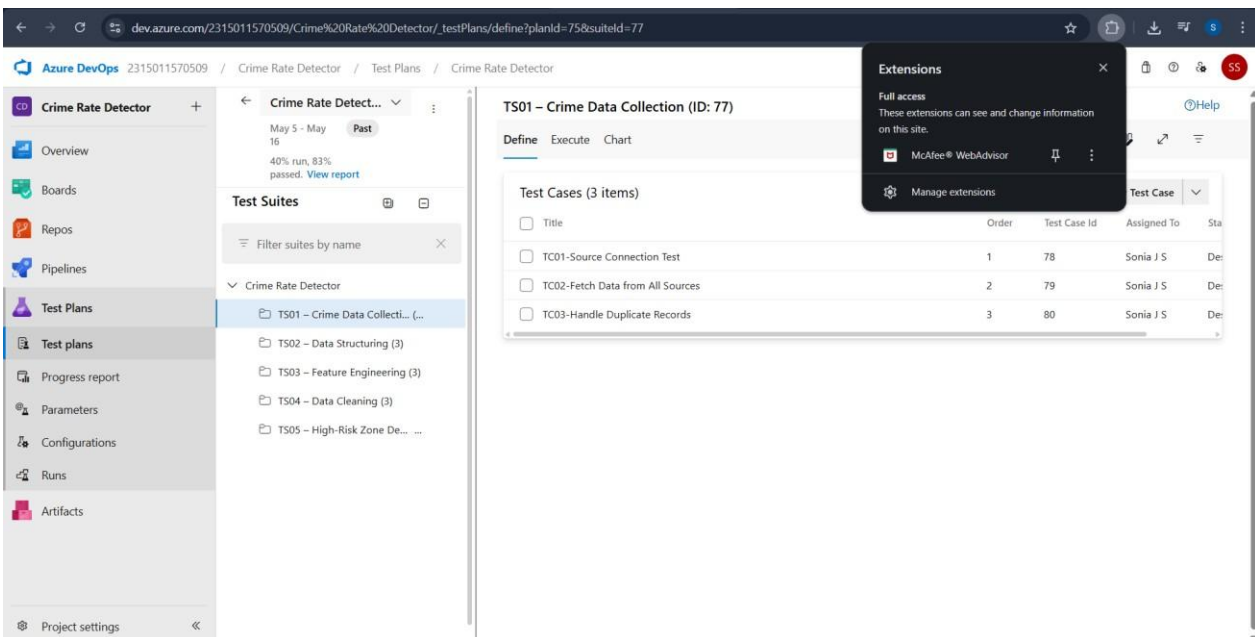 dev.azure.com/2315011570509/Crime%20Rate%20Detector/_testPlans/define?planId=75&suiteId=77
S
Azure DevOps 2315011570509 / Crime Rate Detector / Test Plans / Crime Rate Detector
SS
CD Crime Rate Detector +
Overview
Boards
Repos
Pipelines
Test Plans
Test plans
Progress report
Parameters
Configurations
Runs
Artifacts
Project settings
Crime Rate Detect...
May 5 - May
16
Past
40% run, 83%
passed. View report
Test Suites
Filter suites by name
Crime Rate Detector
TS01 – Crime Data Collecti... (...
TS02 – Data Structuring (3)
TS03 – Feature Engineering (3)
TS04 – Data Cleaning (3)
TS05 – High-Risk Zone De... ...
TS01 – Crime Data Collection (ID: 77)
Help
Define Execute Chart
Test Cases (3 items)
Test Case
Title Order Test Case Id Assigned To Sta
TC01-Source Connection Test 1 78 Sonia J S De
TC02-Fetch Data from All Sources 2 79 Sonia J S De
TC03-Handle Duplicate Records 3 80 Sonia J S De
Extensions
Full access
These extensions can see and change information
on this site.
McAfee® WebAdvisor
Manage extensions